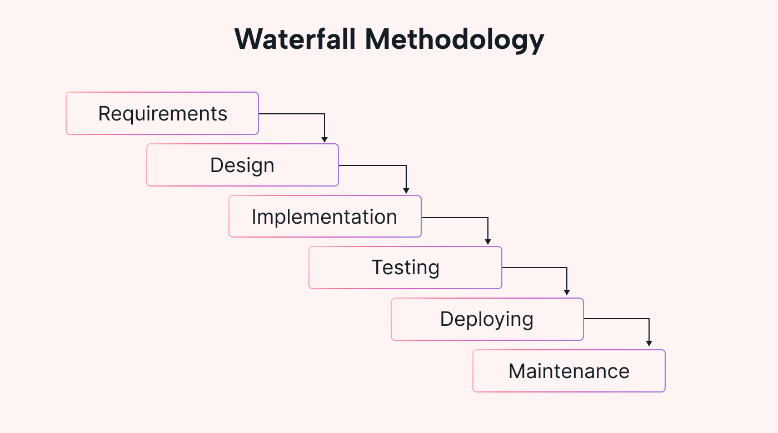 Waterfall Methodology
Requirements
Design
Implementation
Testing
Deploying
Maintenance